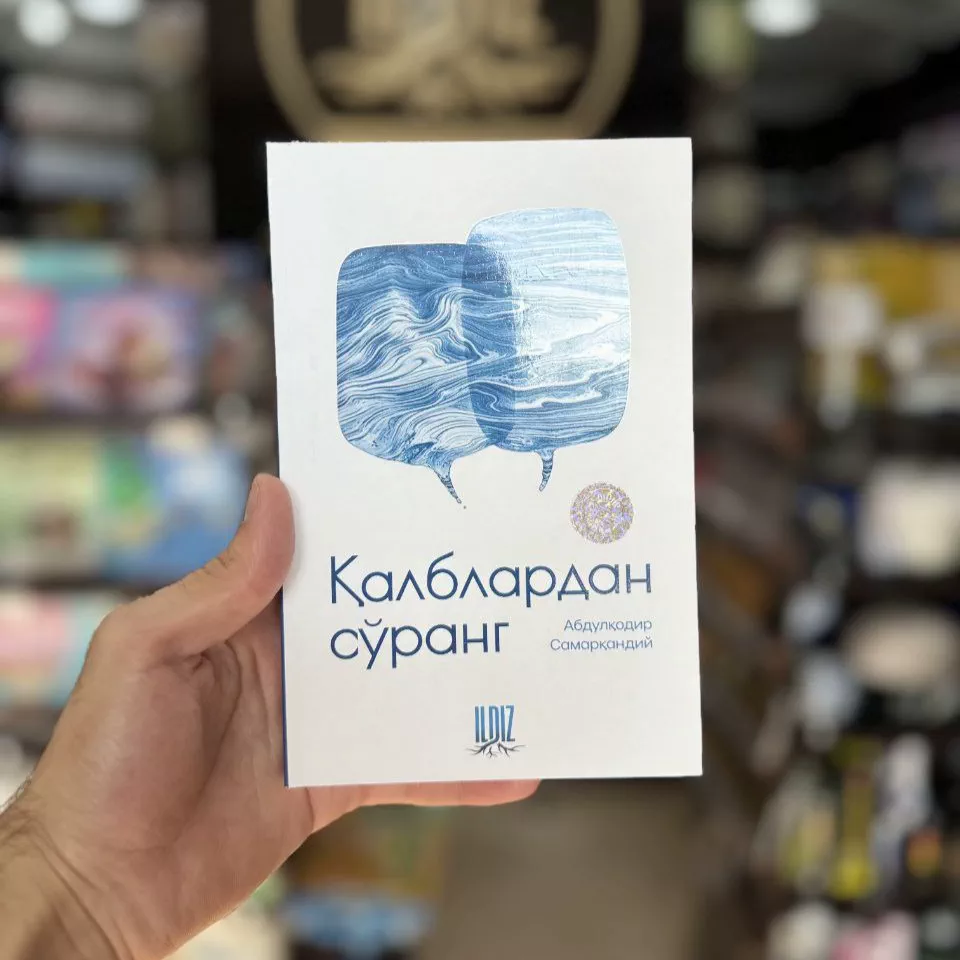 Қалблардан
сўранг
Абдулқодир
Самарқандий
ILDIZ